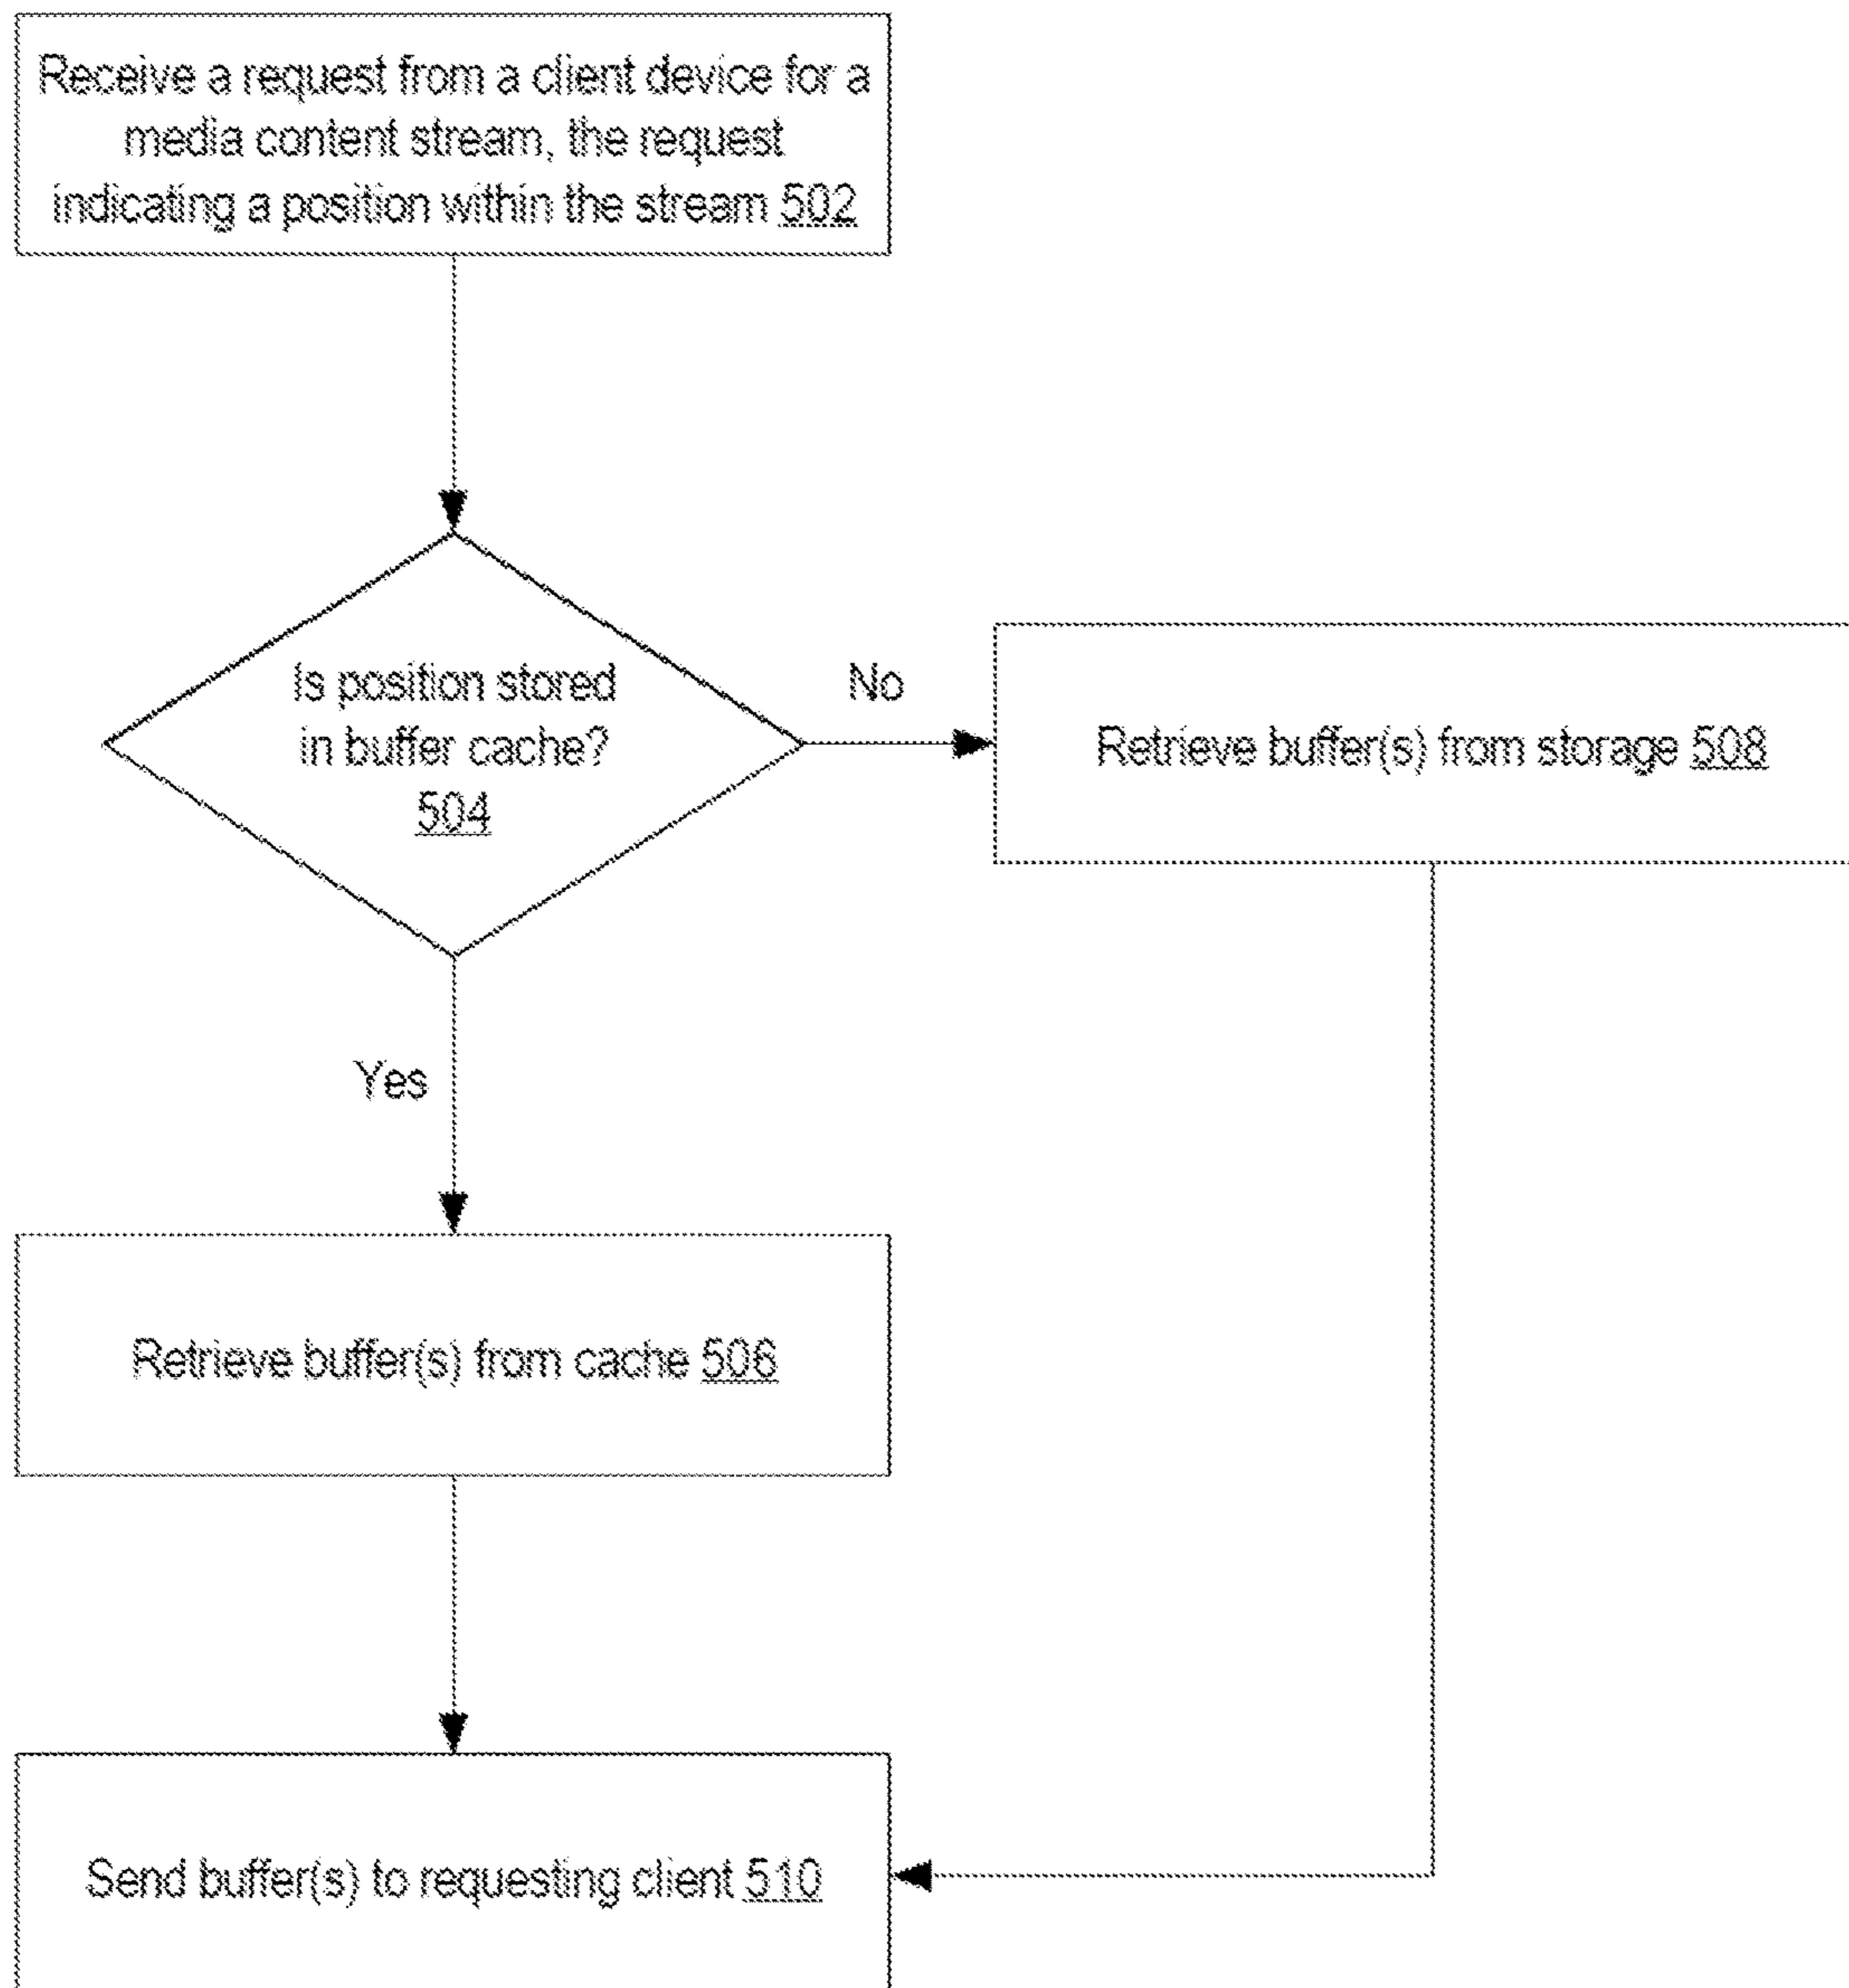 Receive a request from a client device for a
media content stream, the request
indicating a position within the stream 502
Is position stored
in buffer cache?
504
No
Retrieve buffer(s) from storage 508
Yes
Retrieve buffer(s) from cache 506
Send buffer(s) to requesting client 510